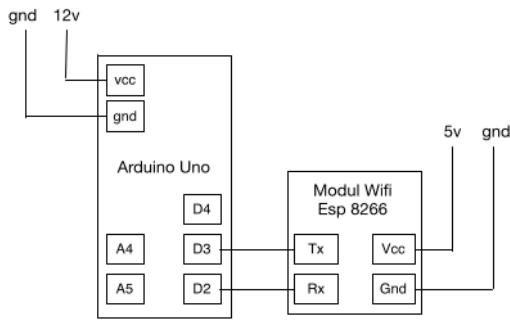 gnd 12v
vcc
gnd
Arduino Uno
D4
A4 D3
A5 D2
5v gnd
Modul Wifi
Esp 8266
Tx Vcc
Rx Gnd